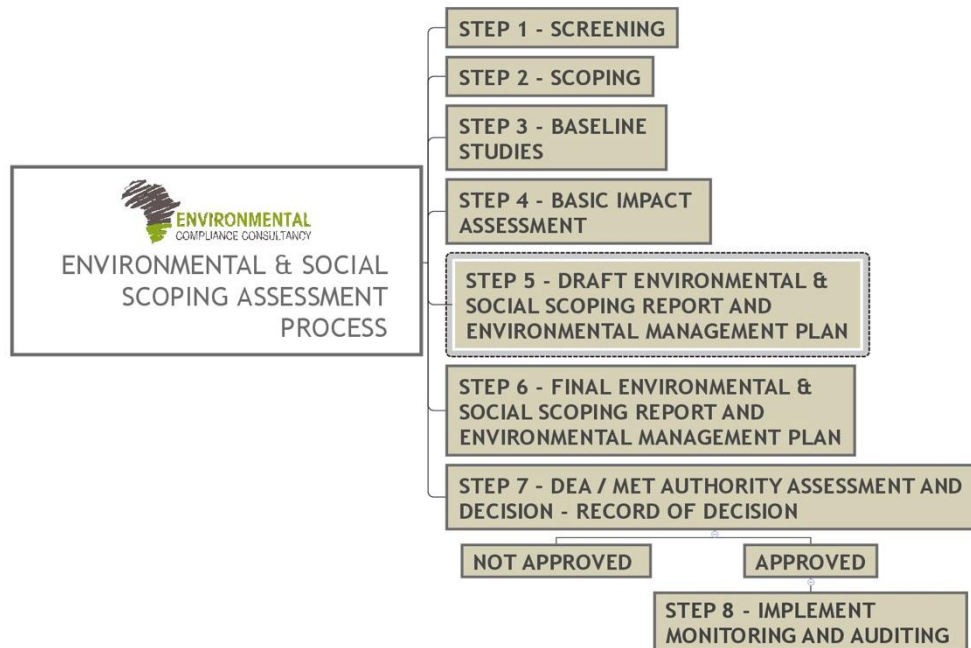 STEP 1 - SCREENING
STEP 2 - SCOPING
STEP 3 - BASELINE
STUDIES
STEP 4 - BASIC IMPACT
ASSESSMENT
ENVIRONMENTAL
COMPLIANCE CONSULTANCY
ENVIRONMENTAL & SOCIAL
SCOPING ASSESSMENT
PROCESS
STEP 5 - DRAFT ENVIRONMENTAL &
SOCIAL SCOPING REPORT AND
ENVIRONMENTAL MANAGEMENT PLAN
STEP 6 - FINAL ENVIRONMENTAL &
SOCIAL SCOPING REPORT AND
ENVIRONMENTAL MANAGEMENT PLAN
STEP 7 - DEA / MET AUTHORITY ASSESSMENT AND
DECISION - RECORD OF DECISION
NOT APPROVED
APPROVED
STEP 8 - IMPLEMENT
MONITORING AND AUDITING